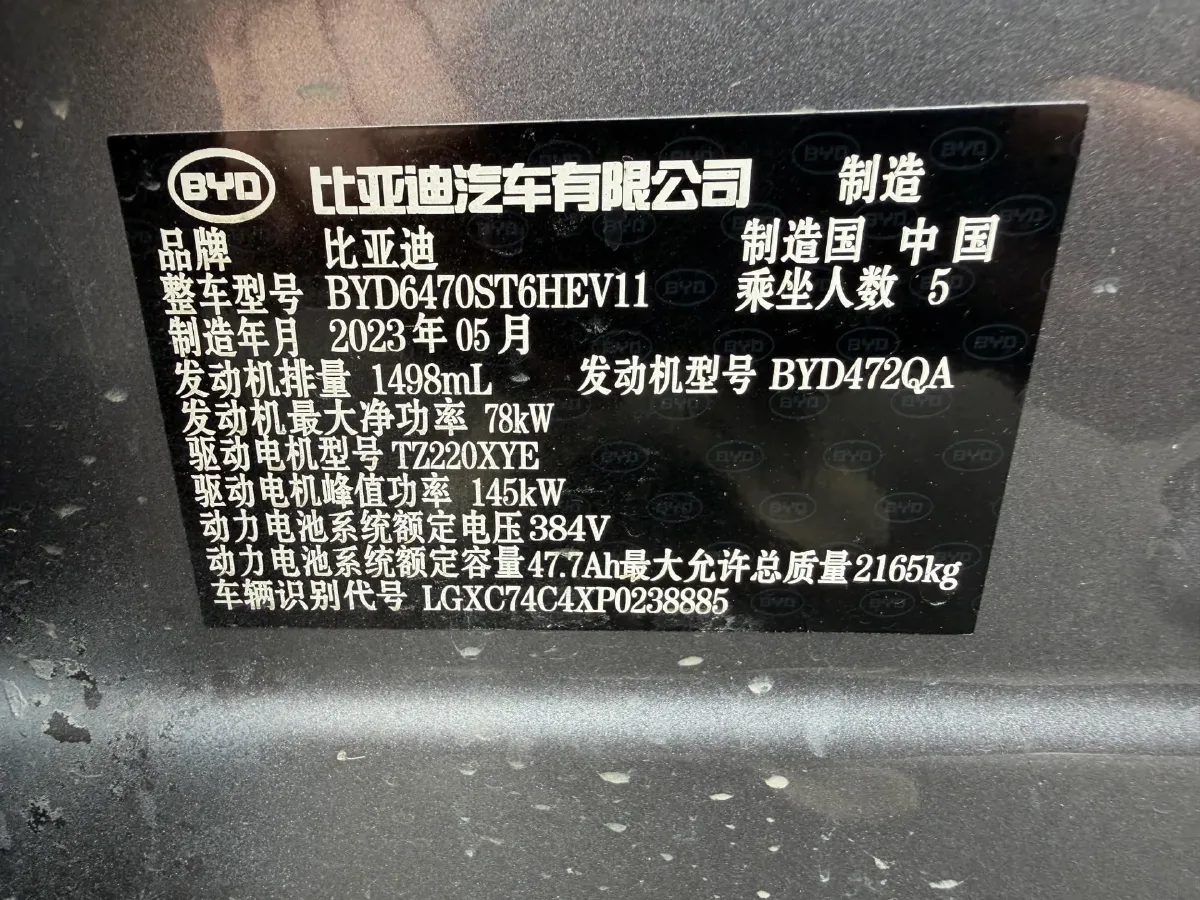 BYD 比亚迪汽车有限公司 制造
品牌 比亚迪 制造国 中国
整车型号 BYD6470ST6HEV11 乘坐人数 5
制造年月 2023年05月
发动机排量 1498mL 发动机型号 BYD472QA
发动机最大净功率 78kW
驱动电机型号 TZ220XYE
驱动电机峰值功率 145kW
动力电池系统额定电压 384V
动力电池系统额定容量 47.7Ah 最大允许总质量 2165kg
车辆识别代号 LGXC74C4XP0238885